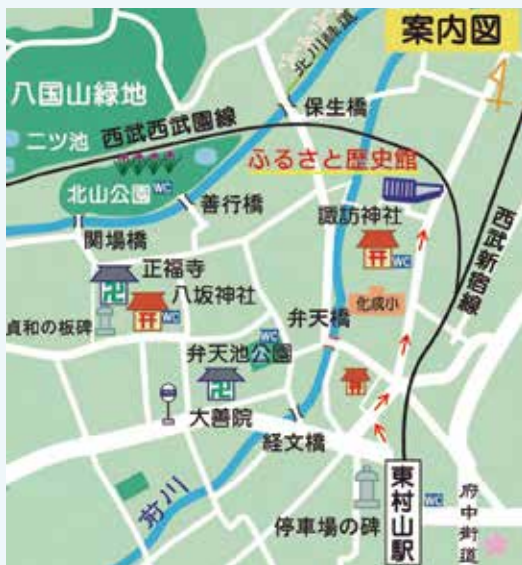 案内図
北川緑道
八国山緑地
保生橋
二ツ池
西武西武園線
ふるさと歴史館
北山公園
WC
善行橋
諏訪神社
WC
関場橋
西武新宿線
正福寺
八坂神社
WC
化成小
貞和の板碑
弁天橋
WC
弁天池公園
大善院
経文橋
前川
東村山駅
WC
府中街道
停車場の碑